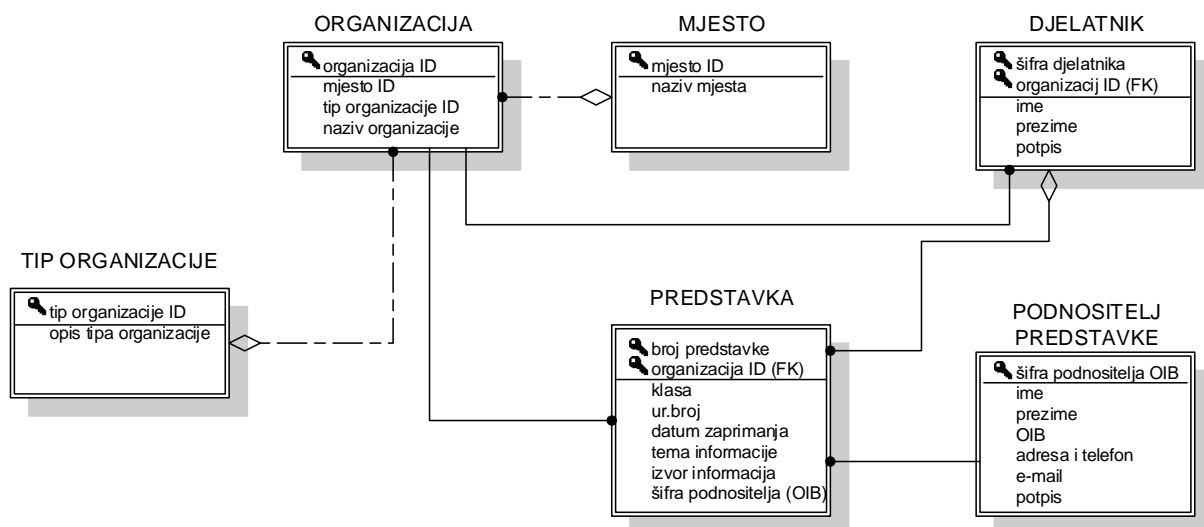 ORGANIZACIJA
organizacija ID
mjesto ID
tip organizacije ID
naziv organizacije
MJESTO
mjesto ID
naziv mjesta
DJELATNIK
šifra djelatnika
organizacij ID (FK)
ime
prezime
potpis
TIP ORGANIZACIJE
tip organizacije ID
opis tipa organizacije
PREDSTAVKA
broj predstavke
organizacija ID (FK)
klasa
ur.broj
datum zaprimanja
tema informacije
izvor informacija
šifra podnositelja (OIB)
PODNOSITELJ
PREDSTAVKE
šifra podnositelja OIB
ime
prezime
OIB
adresa i telefon
e-mail
potpis